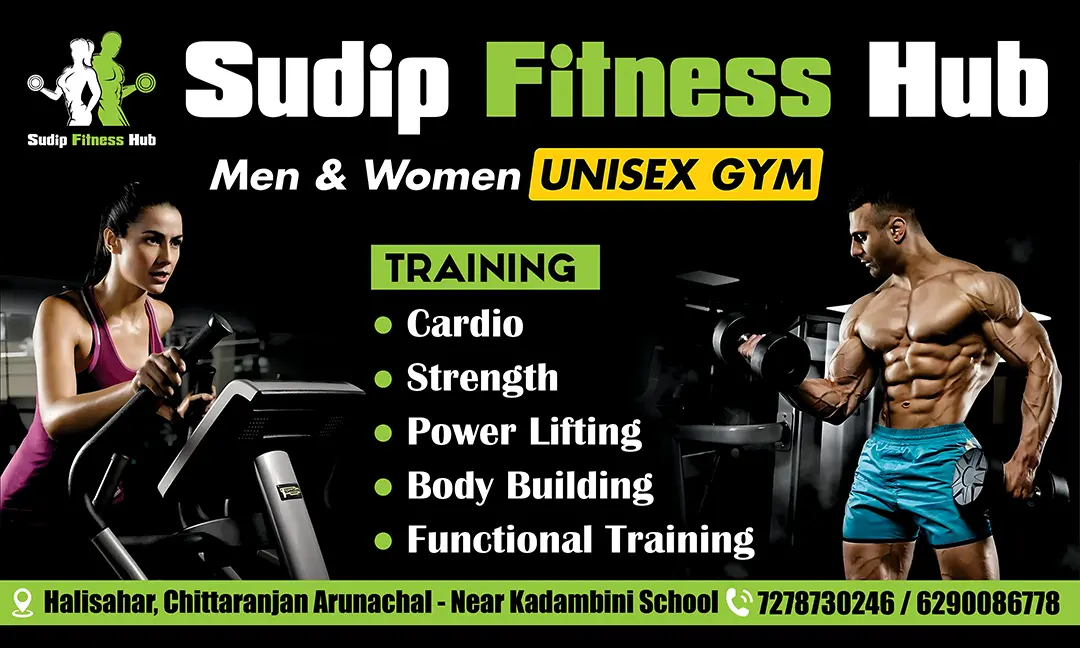 Sudip Fitness Hub
Sudip Fitness Hub
Men & Women UNISEX GYM
TRAINING
Cardio
Strength
Power Lifting
Body Building
Functional Training
Halisahar, Chittaranjan Arunachal - Near Kadambini School 7278730246 / 6290086778